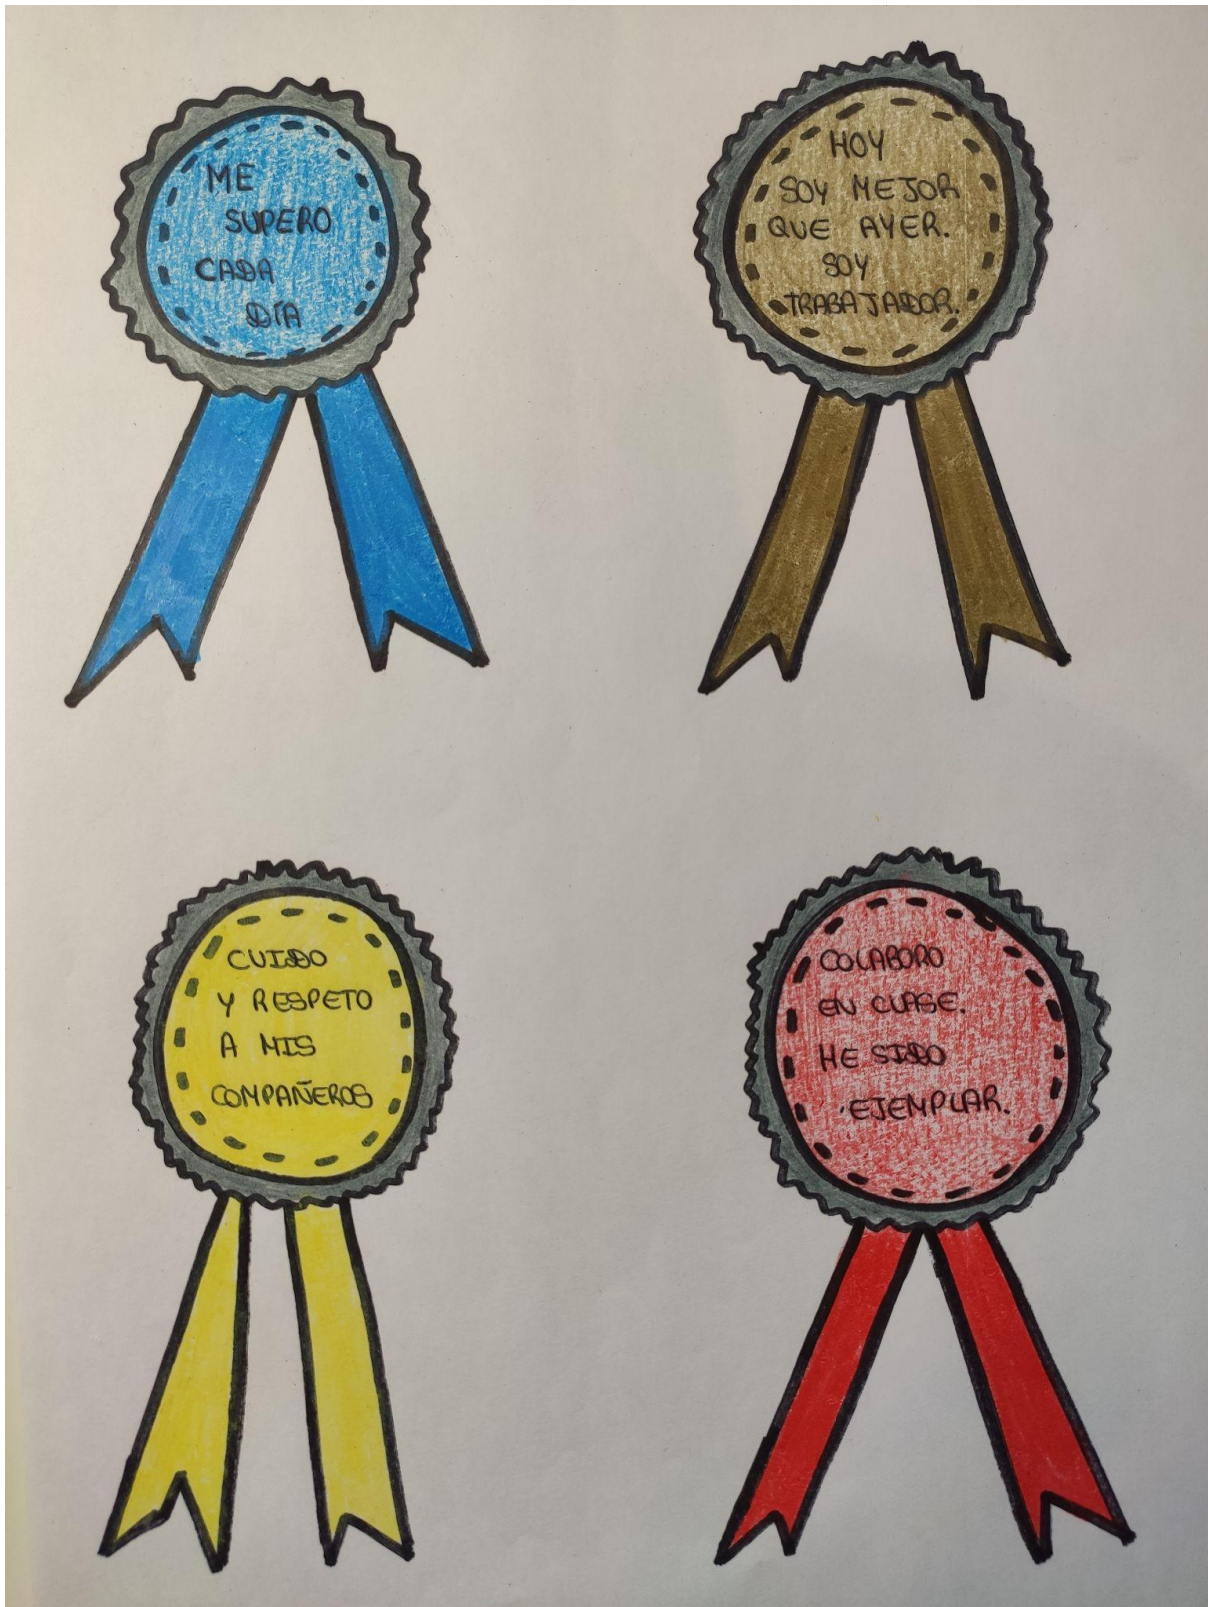 ME
SUPERO
CADA
DÍA
HOY
SOY MEJOR
QUE AYER.
SOY
TRABAJADOR.
CUIDO
Y RESPETO
A MIS
COMPAÑEROS
COLABORO
EN CLASE.
HE SIDO
EJEMPLAR.